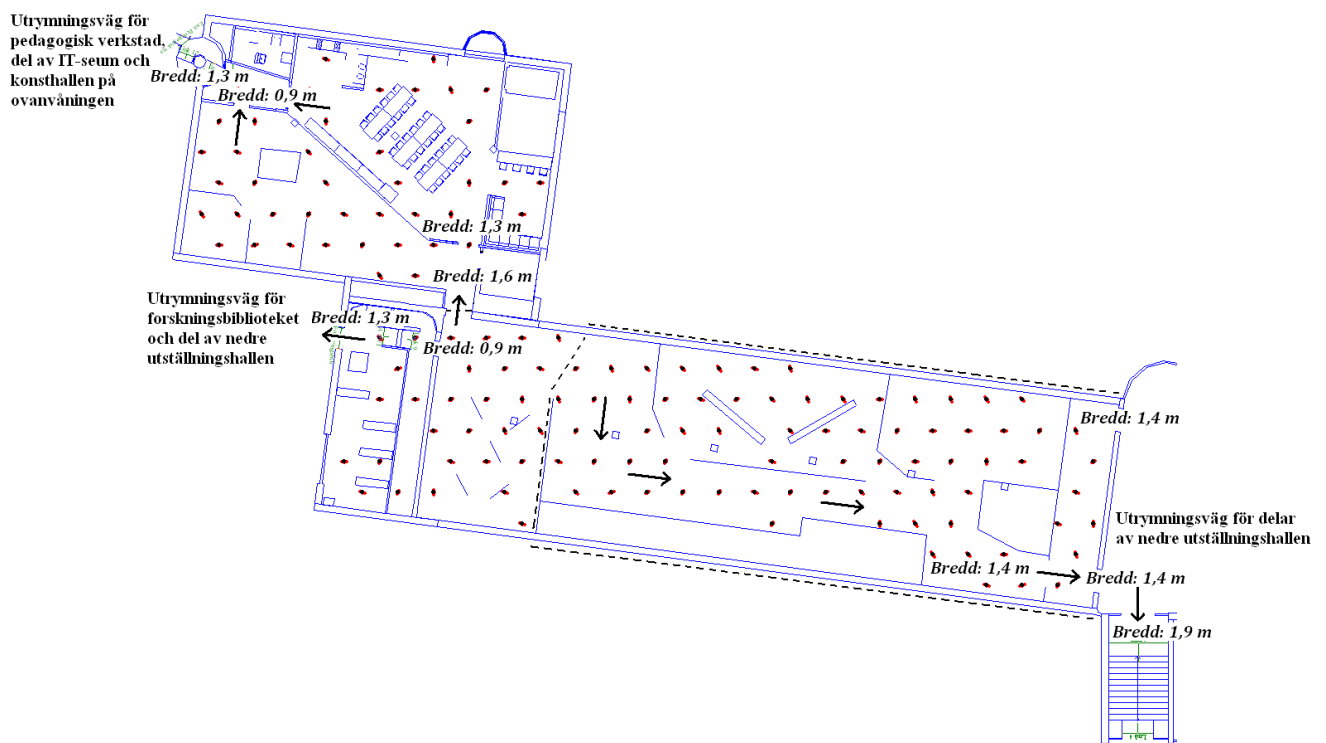 Utrymningsväg för
pedagogisk verkstad,
del av IT-seum och
konsthallen på
ovanvåningen
Bredd: 1,3 m
Bredd: 0,9 m
Bredd: 1,3 m
Bredd: 1,6 m
Utrymningsväg för
forskningsbiblioteket
och del av nedre
utställningshallen
Bredd: 1,3 m
Bredd: 0,9 m
Bredd: 1,4 m
Utrymningsväg för delar
av nedre utställningshallen
Bredd: 1,4 m
Bredd: 1,4 m
Bredd: 1,9 m